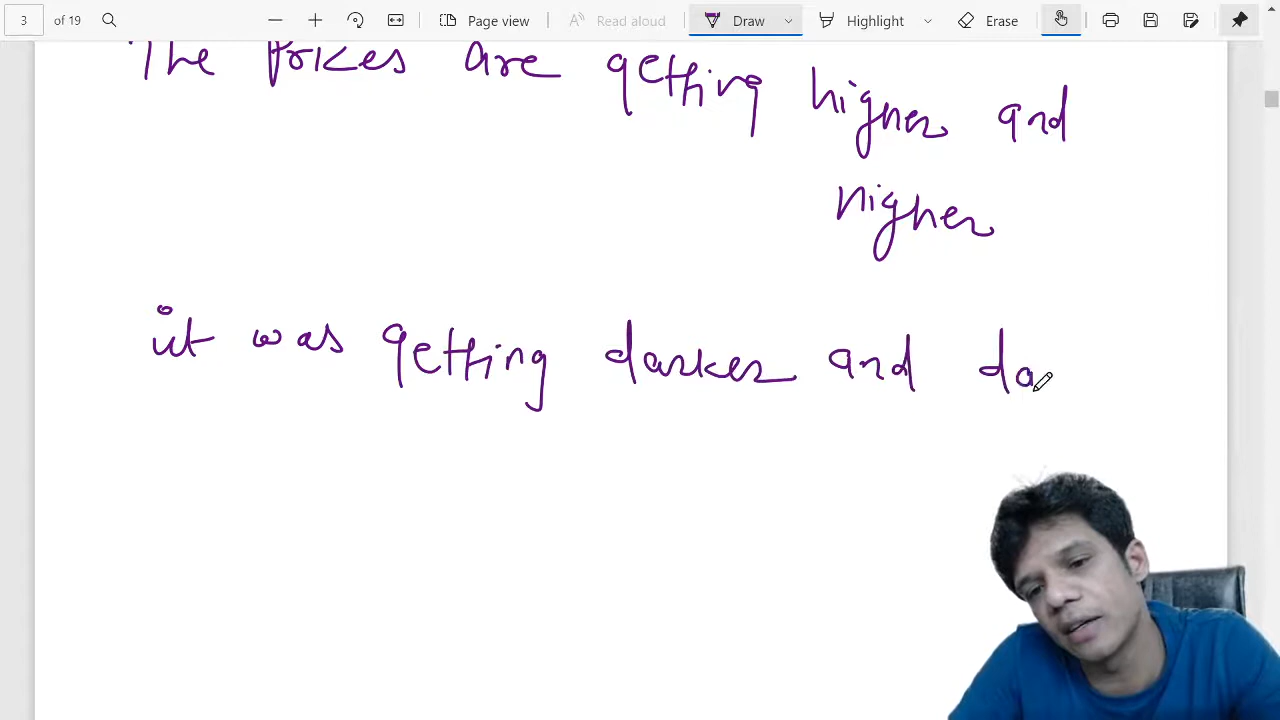 3 of 19 Page view Read aloud Draw Highlight Erase
The Prices are getting higher and
higher
it was getting darker and da